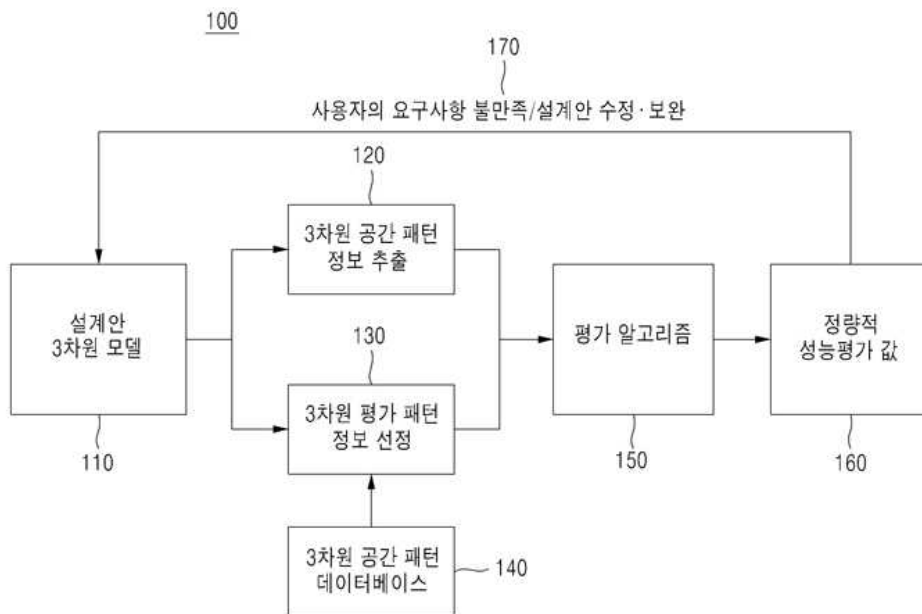 100
170
사용자의 요구사항 불만족/설계안 수정·보완
120
3차원 공간 패턴
정보 추출
설계안
3차원 모델
110
130
3차원 평가 패턴
정보 선정
평가 알고리즘
150
정량적
성능평가 값
160
3차원 공간 패턴
데이터베이스
140